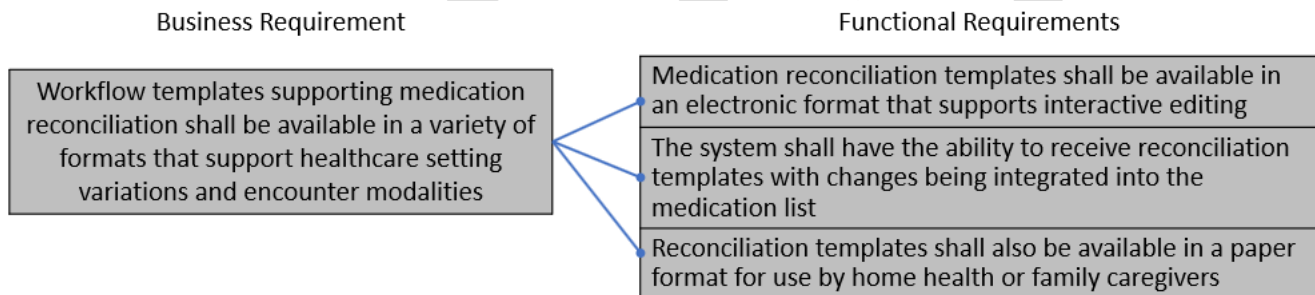 Business Requirement
Functional Requirements
Workflow templates supporting medication
reconciliation shall be available in a variety of
formats that support healthcare setting
variations and encounter modalities
Medication reconciliation templates shall be available in
an electronic format that supports interactive editing
The system shall have the ability to receive reconciliation
templates with changes being integrated into the
medication list
Reconciliation templates shall also be available in a paper
format for use by home health or family caregivers